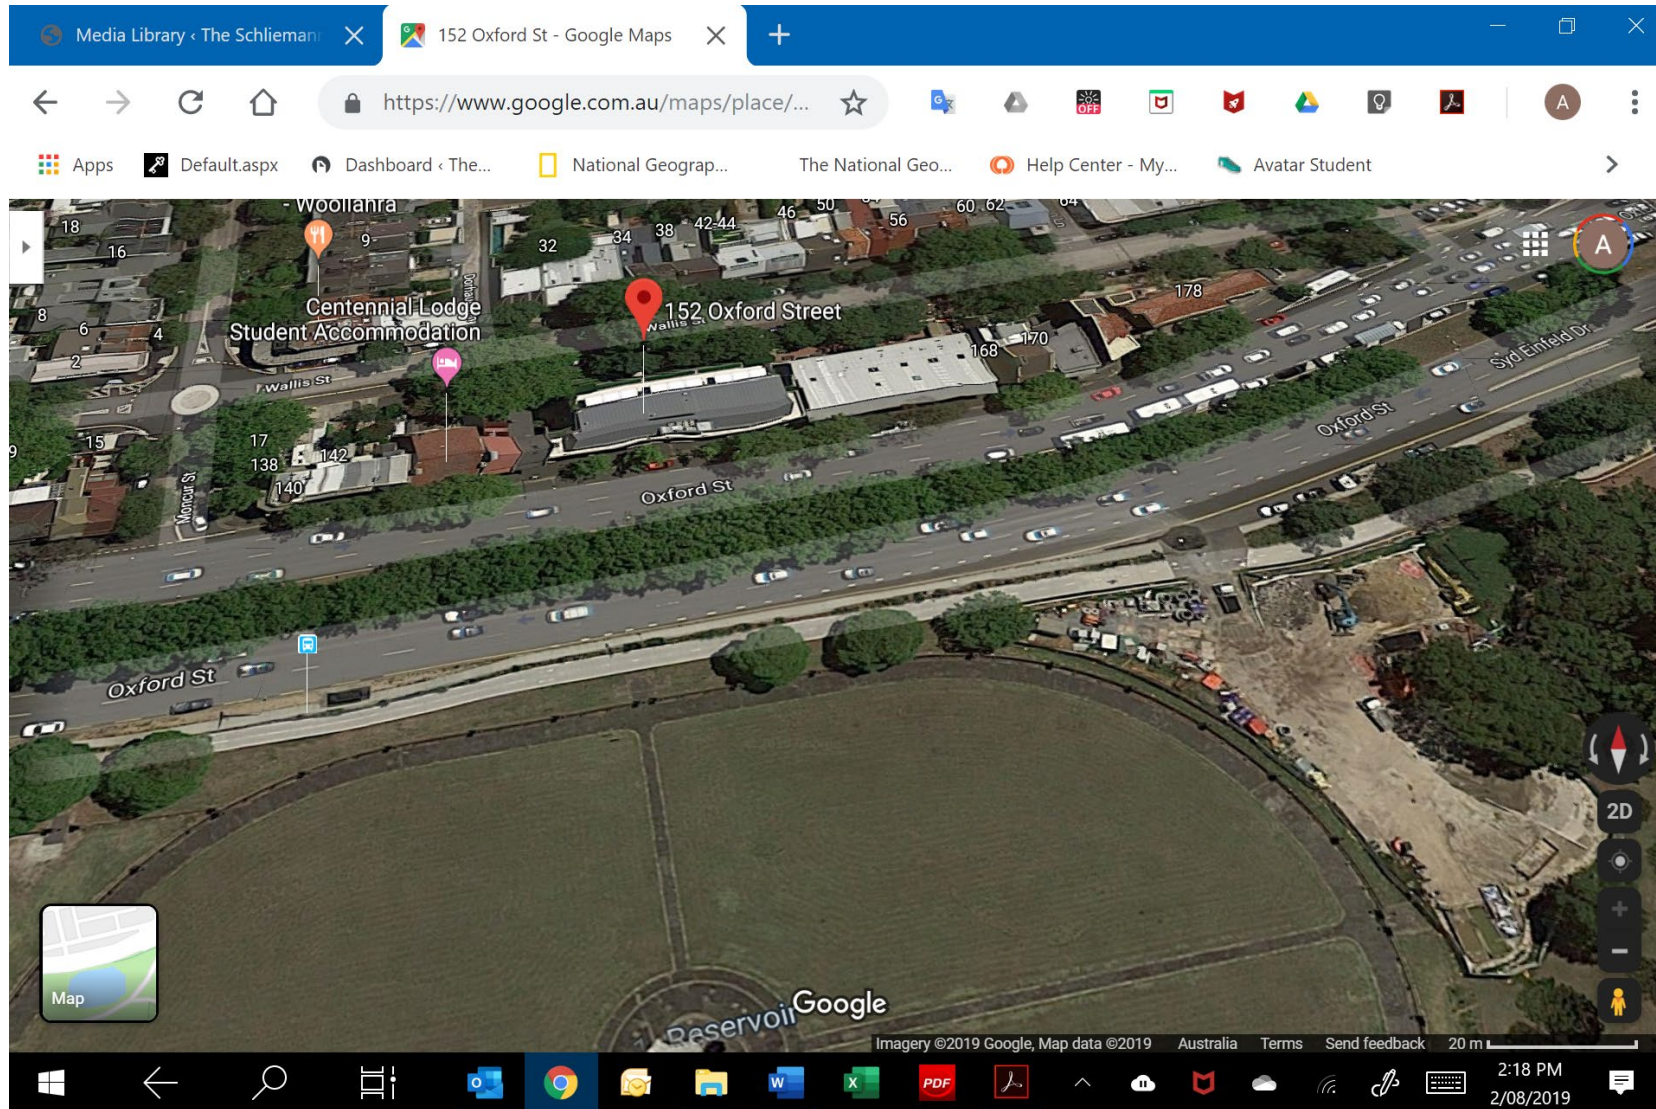 Media Library ‹ The Schlieman
152 Oxford St - Google Maps
https://www.google.com.au/maps/place/...
OFF
A
Apps
Default.aspx
Dashboard ‹ The...
National Geograp...
The National Geo...
Help Center - My...
Avatar Student
- Woollahra
18
16
9
8
6
4
2
32
34
38
42-44
46
50
56
60
62
64
A
Centennial Lodge
Student Accommodation
152 Oxford Street
Wallis St
178
168
170
Syd Einfeld Dr
Wallis St
15
17
138
142
140
Moncur St
Oxford St
Oxford St
Oxford St
2D
Map
Reservoir
Google
Imagery ©2019 Google, Map data ©2019 Australia Terms Send feedback 20 m
PDF
2:18 PM
2/08/2019